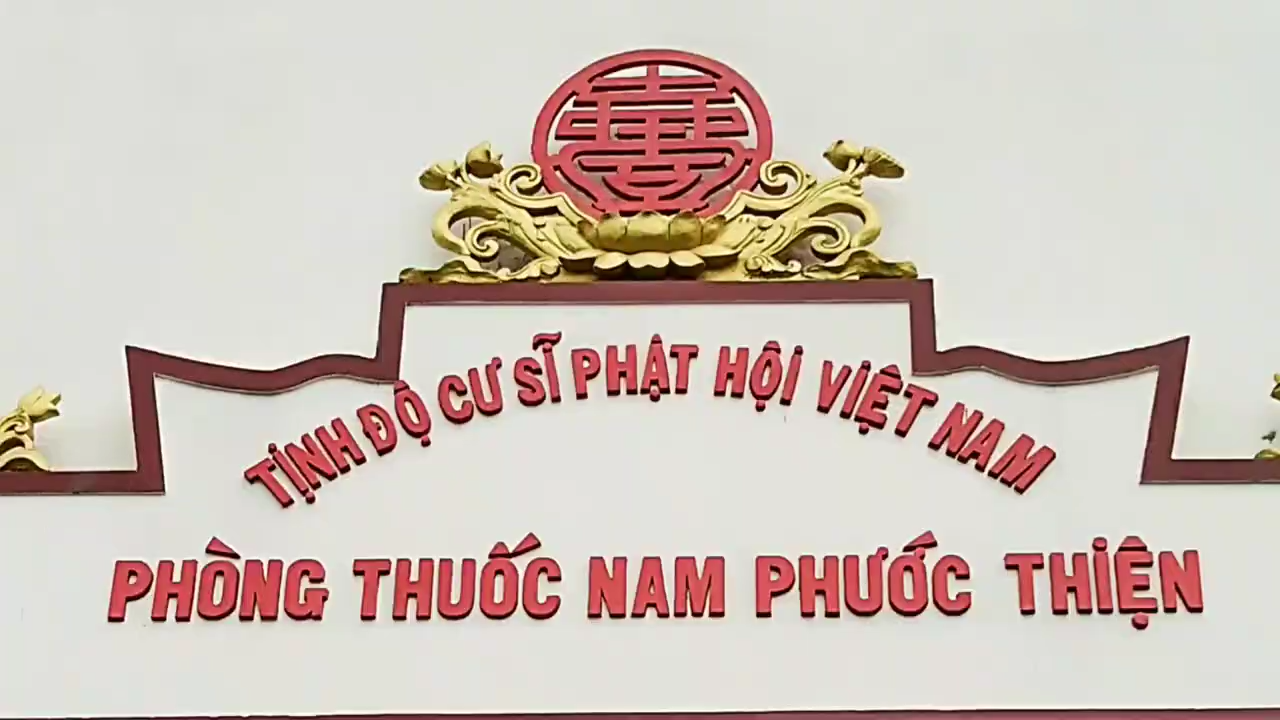 TỊNH ĐỘ CƯ SĨ PHẬT HỘI VIỆT NAM
PHÒNG THUỐC NAM PHƯỚC THIỆN